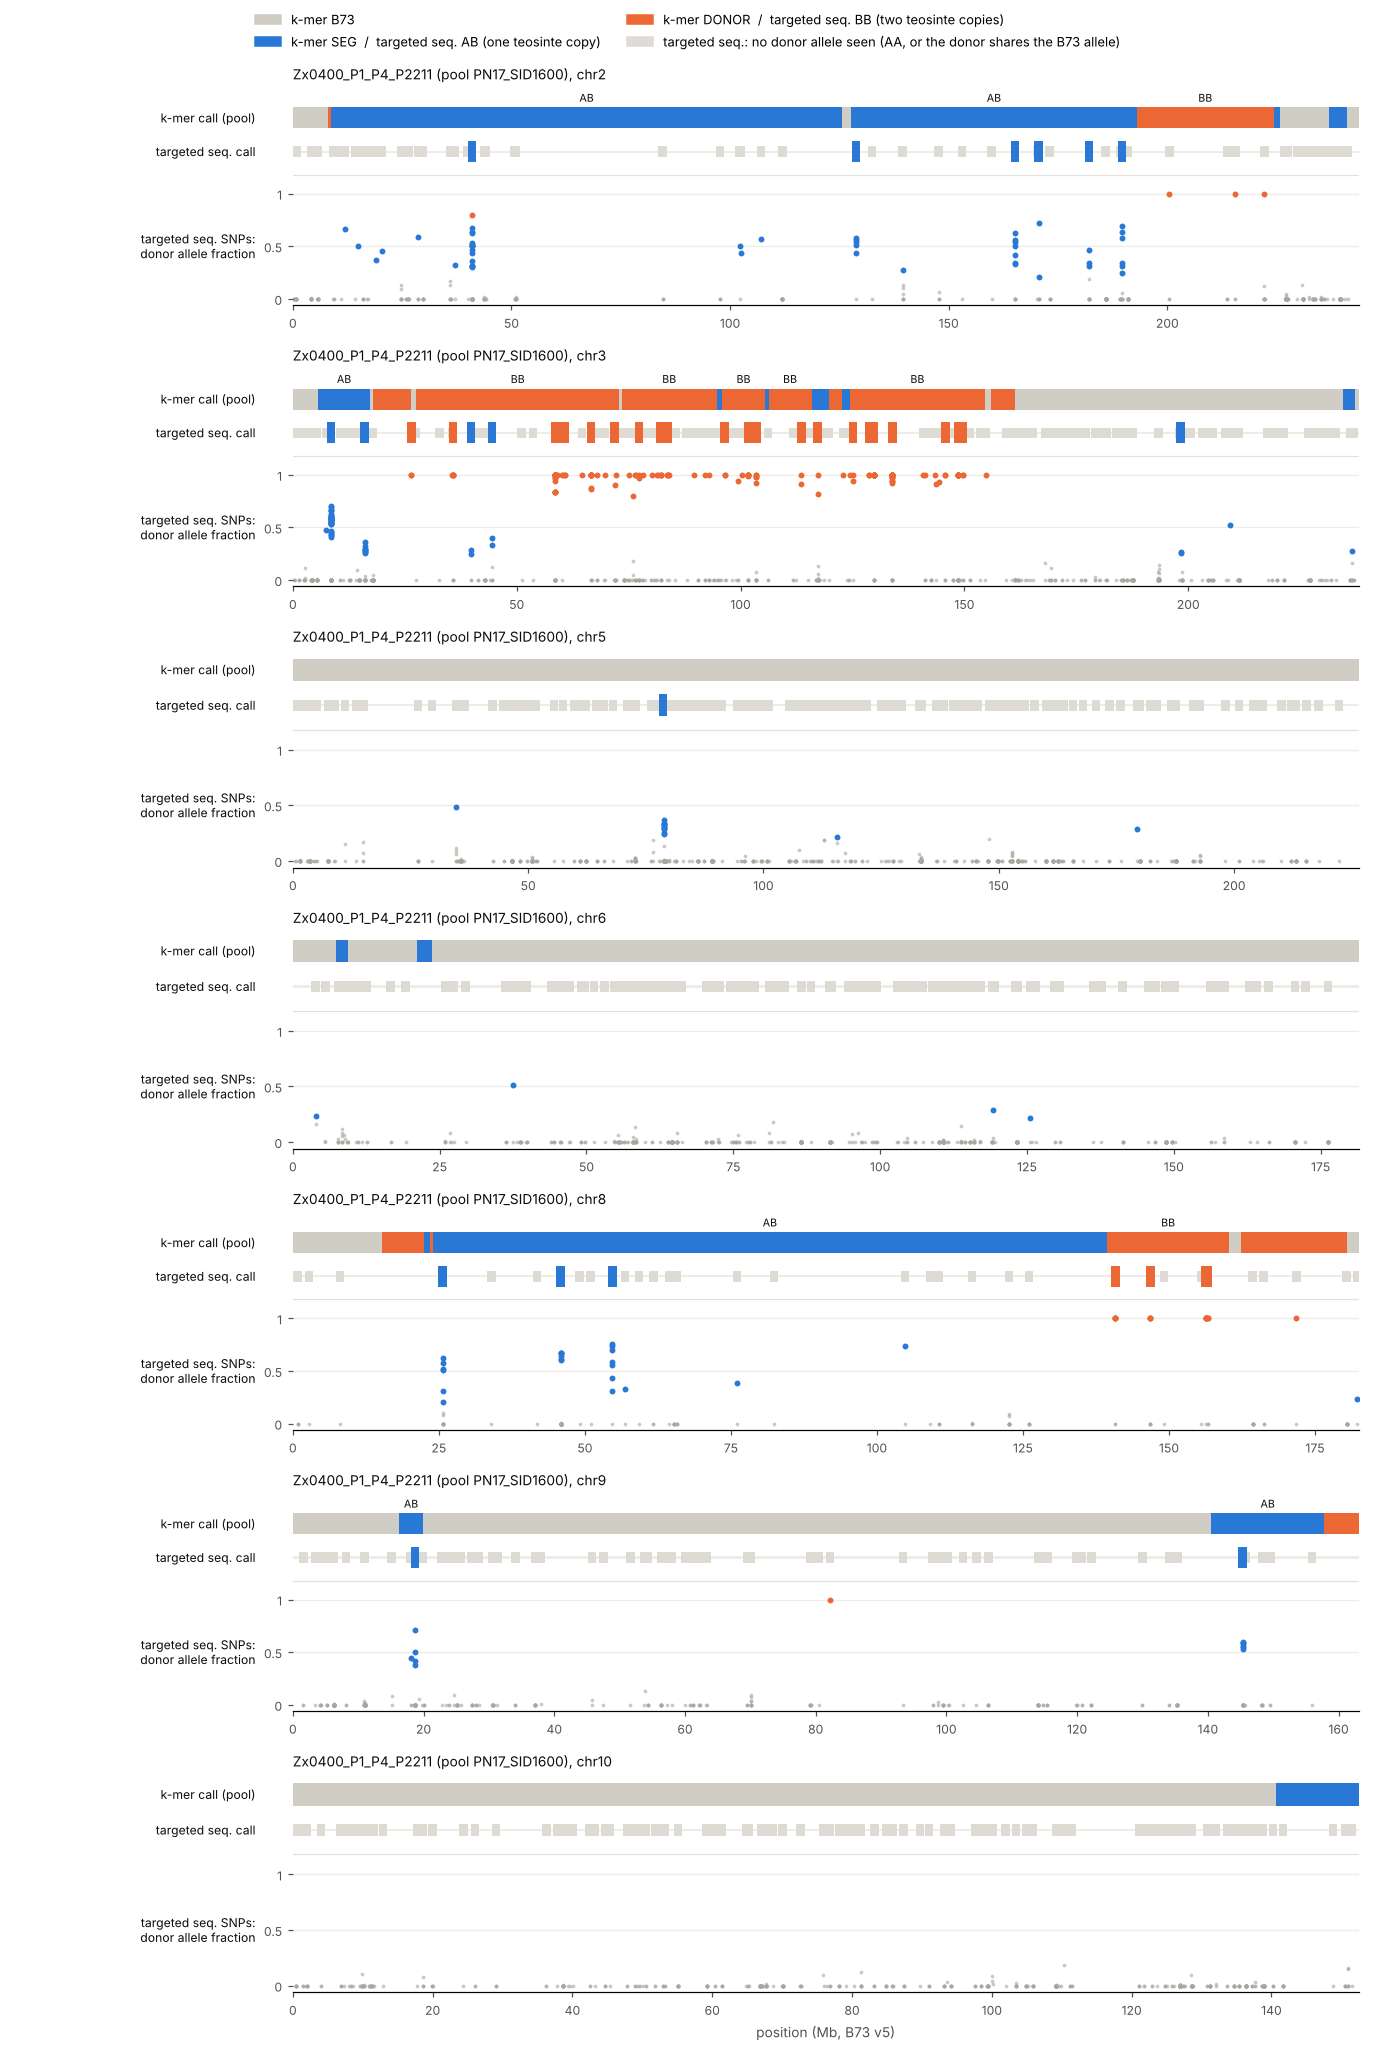 k-mer B73
k-mer DONOR / targeted seq. BB (two teosinte copies)
k-mer SEG / targeted seq. AB (one teosinte copy)
targeted seq.: no donor allele seen (AA, or the donor shares the B73 allele)
Zx0400_P1_P4_P2211 (pool PN17_SID1600), chr2
AB AB BB
k-mer call (pool)
targeted seq. call
1
targeted seq. SNPs:
donor allele fraction
0.5
0
0 50 100 150 200
Zx0400_P1_P4_P2211 (pool PN17_SID1600), chr3
AB BB BB BB BB BB
k-mer call (pool)
targeted seq. call
1
targeted seq. SNPs:
donor allele fraction
0.5
0
0 50 100 150 200
Zx0400_P1_P4_P2211 (pool PN17_SID1600), chr5
k-mer call (pool)
targeted seq. call
1
targeted seq. SNPs:
donor allele fraction
0.5
0
0 50 100 150 200
Zx0400_P1_P4_P2211 (pool PN17_SID1600), chr6
k-mer call (pool)
targeted seq. call
1
targeted seq. SNPs:
donor allele fraction
0.5
0
0 25 50 75 100 125 150 175
Zx0400_P1_P4_P2211 (pool PN17_SID1600), chr8
AB BB
k-mer call (pool)
targeted seq. call
1
targeted seq. SNPs:
donor allele fraction
0.5
0
0 25 50 75 100 125 150 175
Zx0400_P1_P4_P2211 (pool PN17_SID1600), chr9
AB AB
k-mer call (pool)
targeted seq. call
1
targeted seq. SNPs:
donor allele fraction
0.5
0
0 20 40 60 80 100 120 140 160
Zx0400_P1_P4_P2211 (pool PN17_SID1600), chr10
k-mer call (pool)
targeted seq. call
1
targeted seq. SNPs:
donor allele fraction
0.5
0
0 20 40 60 80 100 120 140
position (Mb, B73 v5)